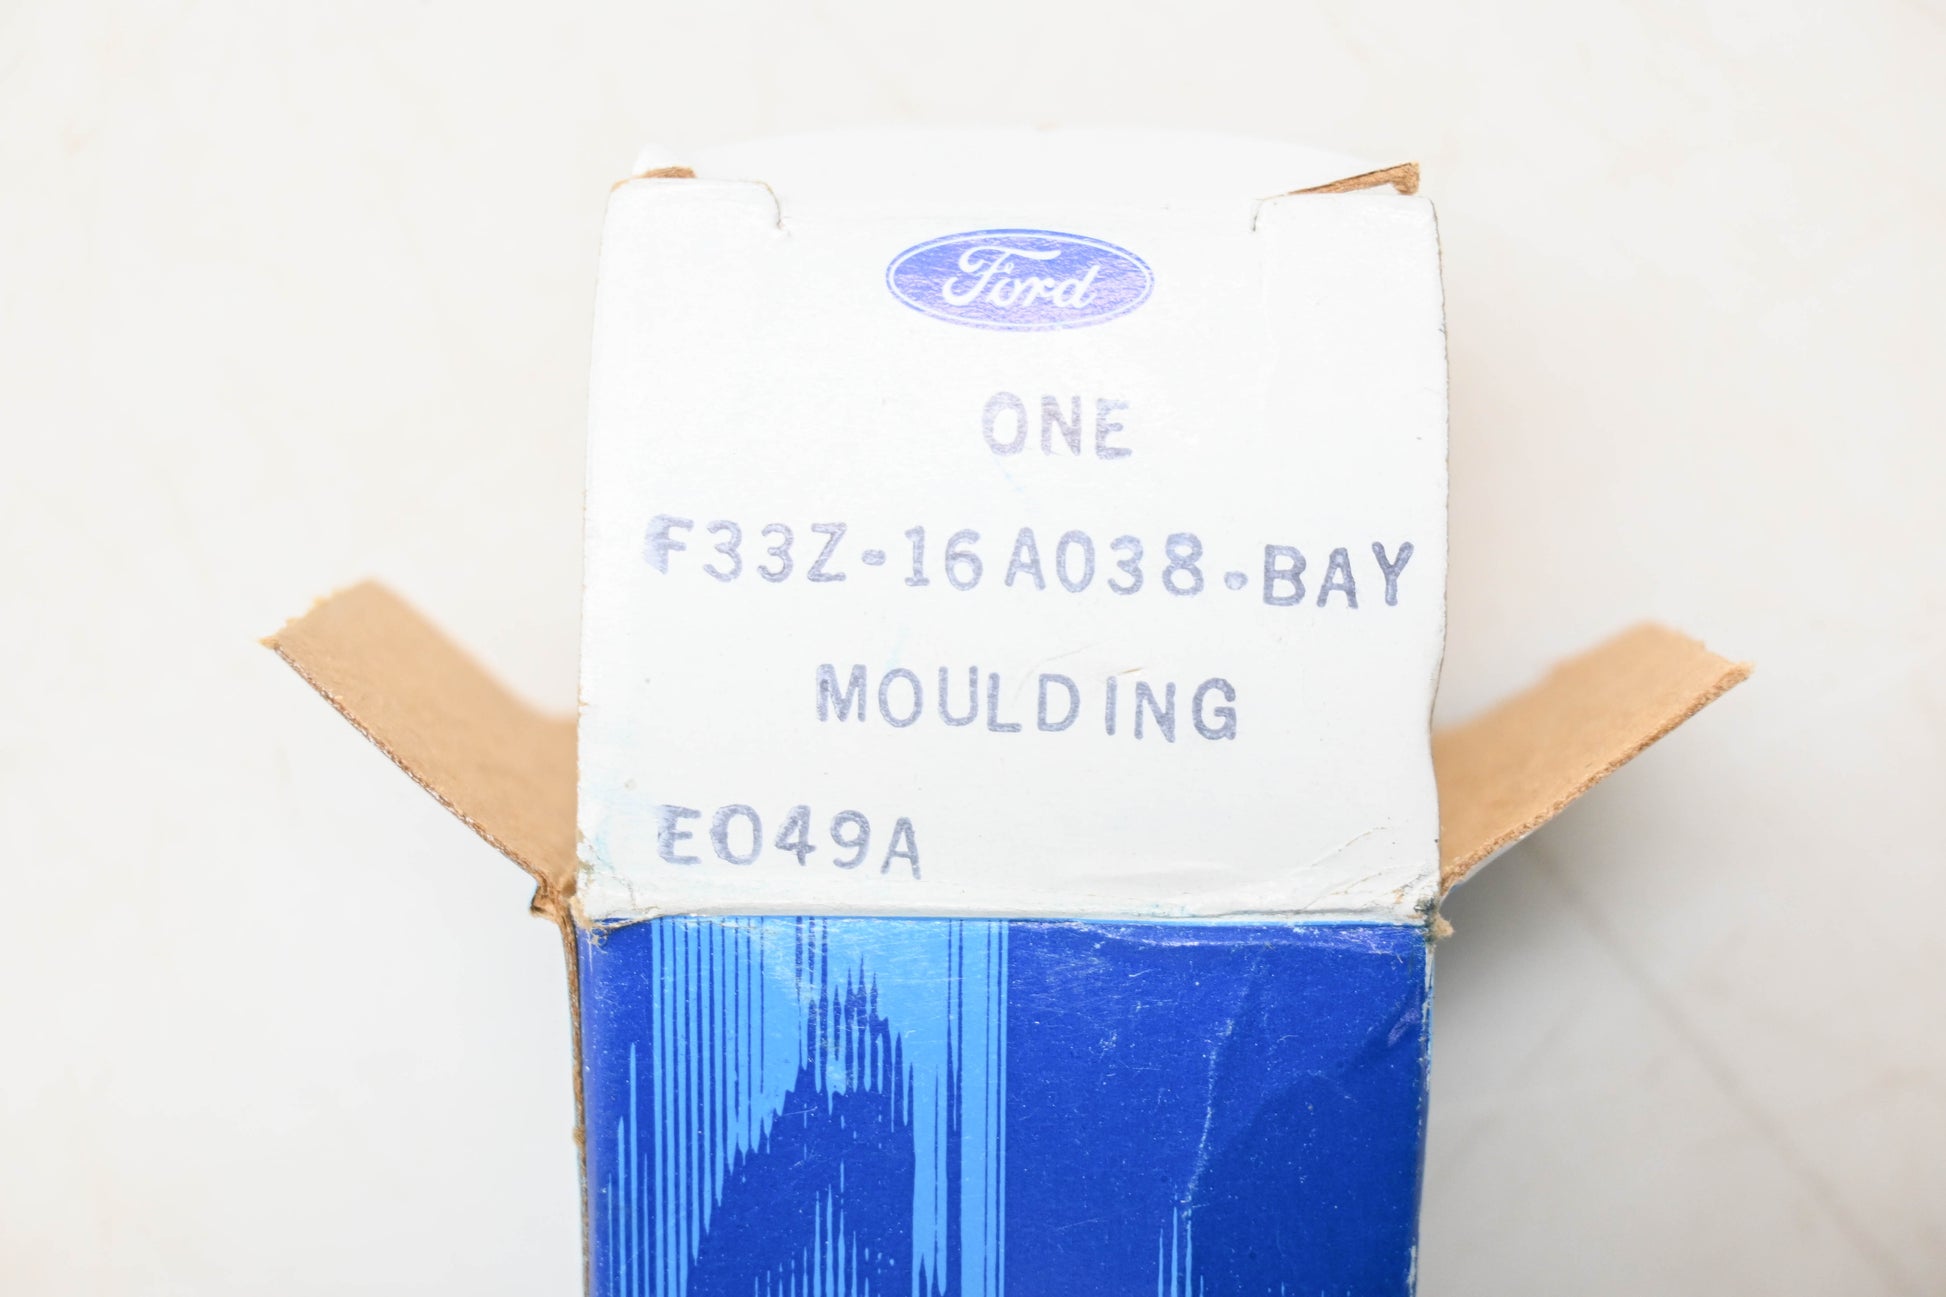 Ford
ONE
F33Z-16A038-BAY
MOULDING
E049A